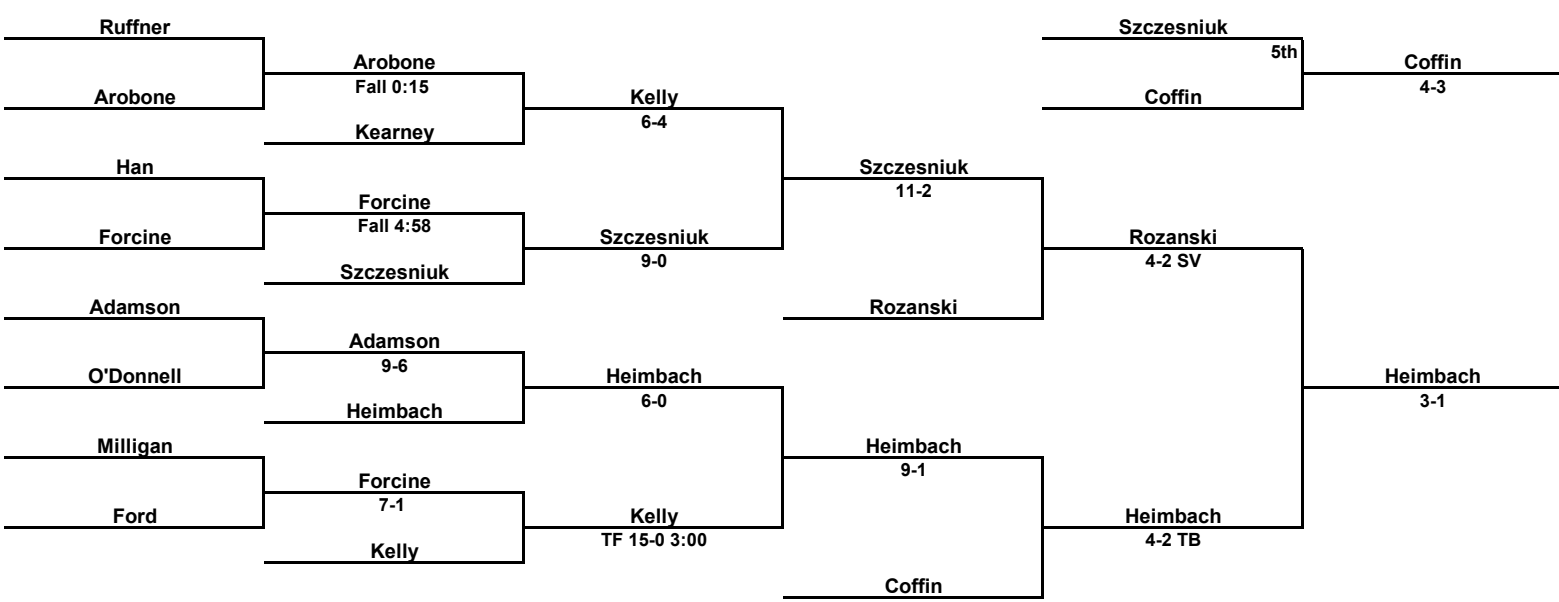 Ruffner
Szczesniuk
5th
Arobone
Coffin
Fall 0:15
4-3
Arobone
Kelly
Coffin
6-4
Kearney
Han
Szczesniuk
11-2
Forcine
Fall 4:58
Forcine
Szczesniuk
Rozanski
9-0
4-2 SV
Szczesniuk
Adamson
Rozanski
Adamson
9-6
O'Donnell
Heimbach
Heimbach
6-0
3-1
Heimbach
Milligan
Heimbach
9-1
Forcine
7-1
Ford
Kelly
Heimbach
TF 15-0 3:00
4-2 TB
Kelly
Coffin